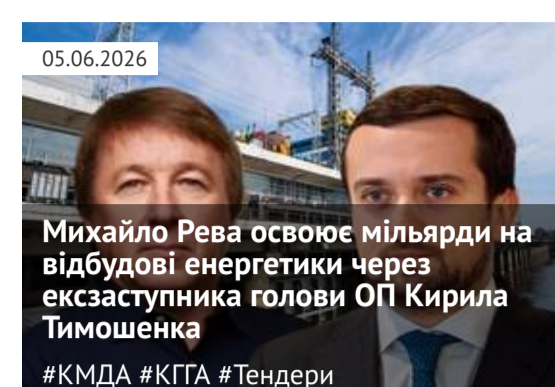 05.06.2026
Михайло Рева освоює мільярди на
відбудові енергетики через
ексзаступника голови ОП Кирила
Тимошенка
#КМДА #КГГА #Тендери